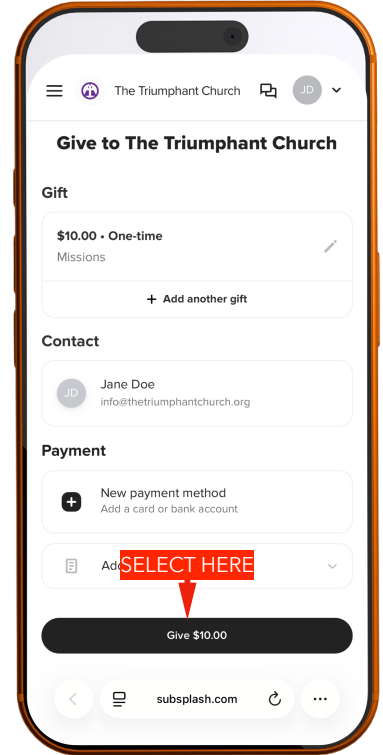 The Triumphant Church
JD
Give to The Triumphant Church
Gift
$10.00 • One-time
Missions
+ Add another gift
Contact
JD
Jane Doe
info@thetriumphantchurch.org
Payment
New payment method
Add a card or bank account
SELECT HERE
Give $10.00
subsplash.com